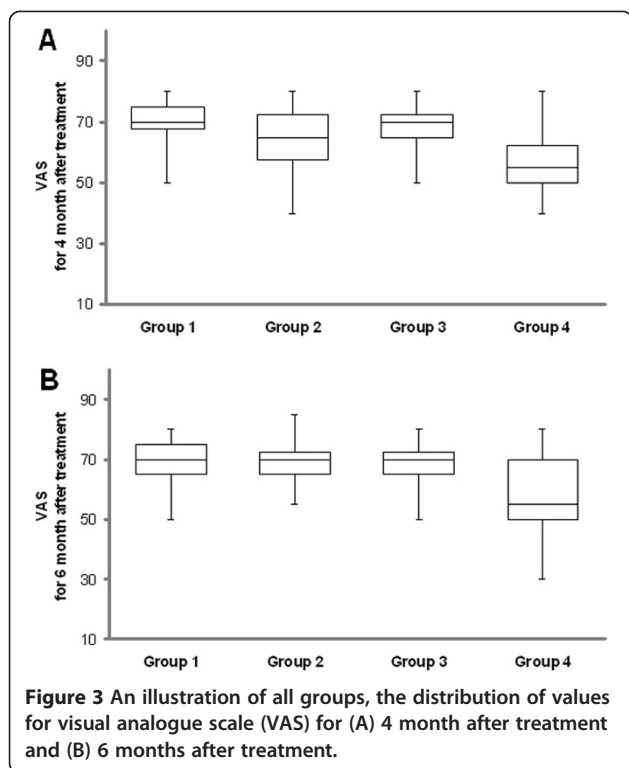 A
90
70
50
30
10
VAS
for 4 month after treatment
Group 1 Group 2 Group 3 Group 4
B
90
70
50
30
10
VAS
for 6 month after treatment
Group 1 Group 2 Group 3 Group 4
Figure 3 An illustration of all groups, the distribution of values
for visual analogue scale (VAS) for (A) 4 month after treatment
and (B) 6 months after treatment.